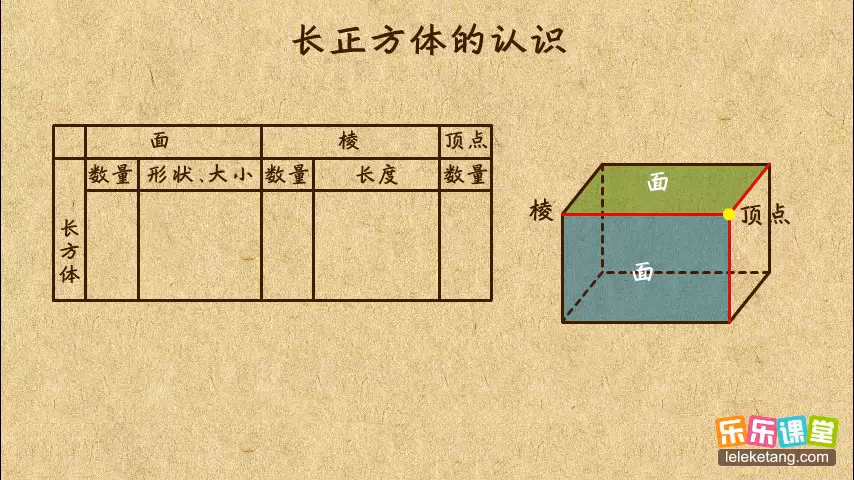 长正方体的认识
面 棱 顶点
数量 形状、大小 数量 长度 数量
长方体
面
棱
顶点
面
乐乐课堂
leleketang.com